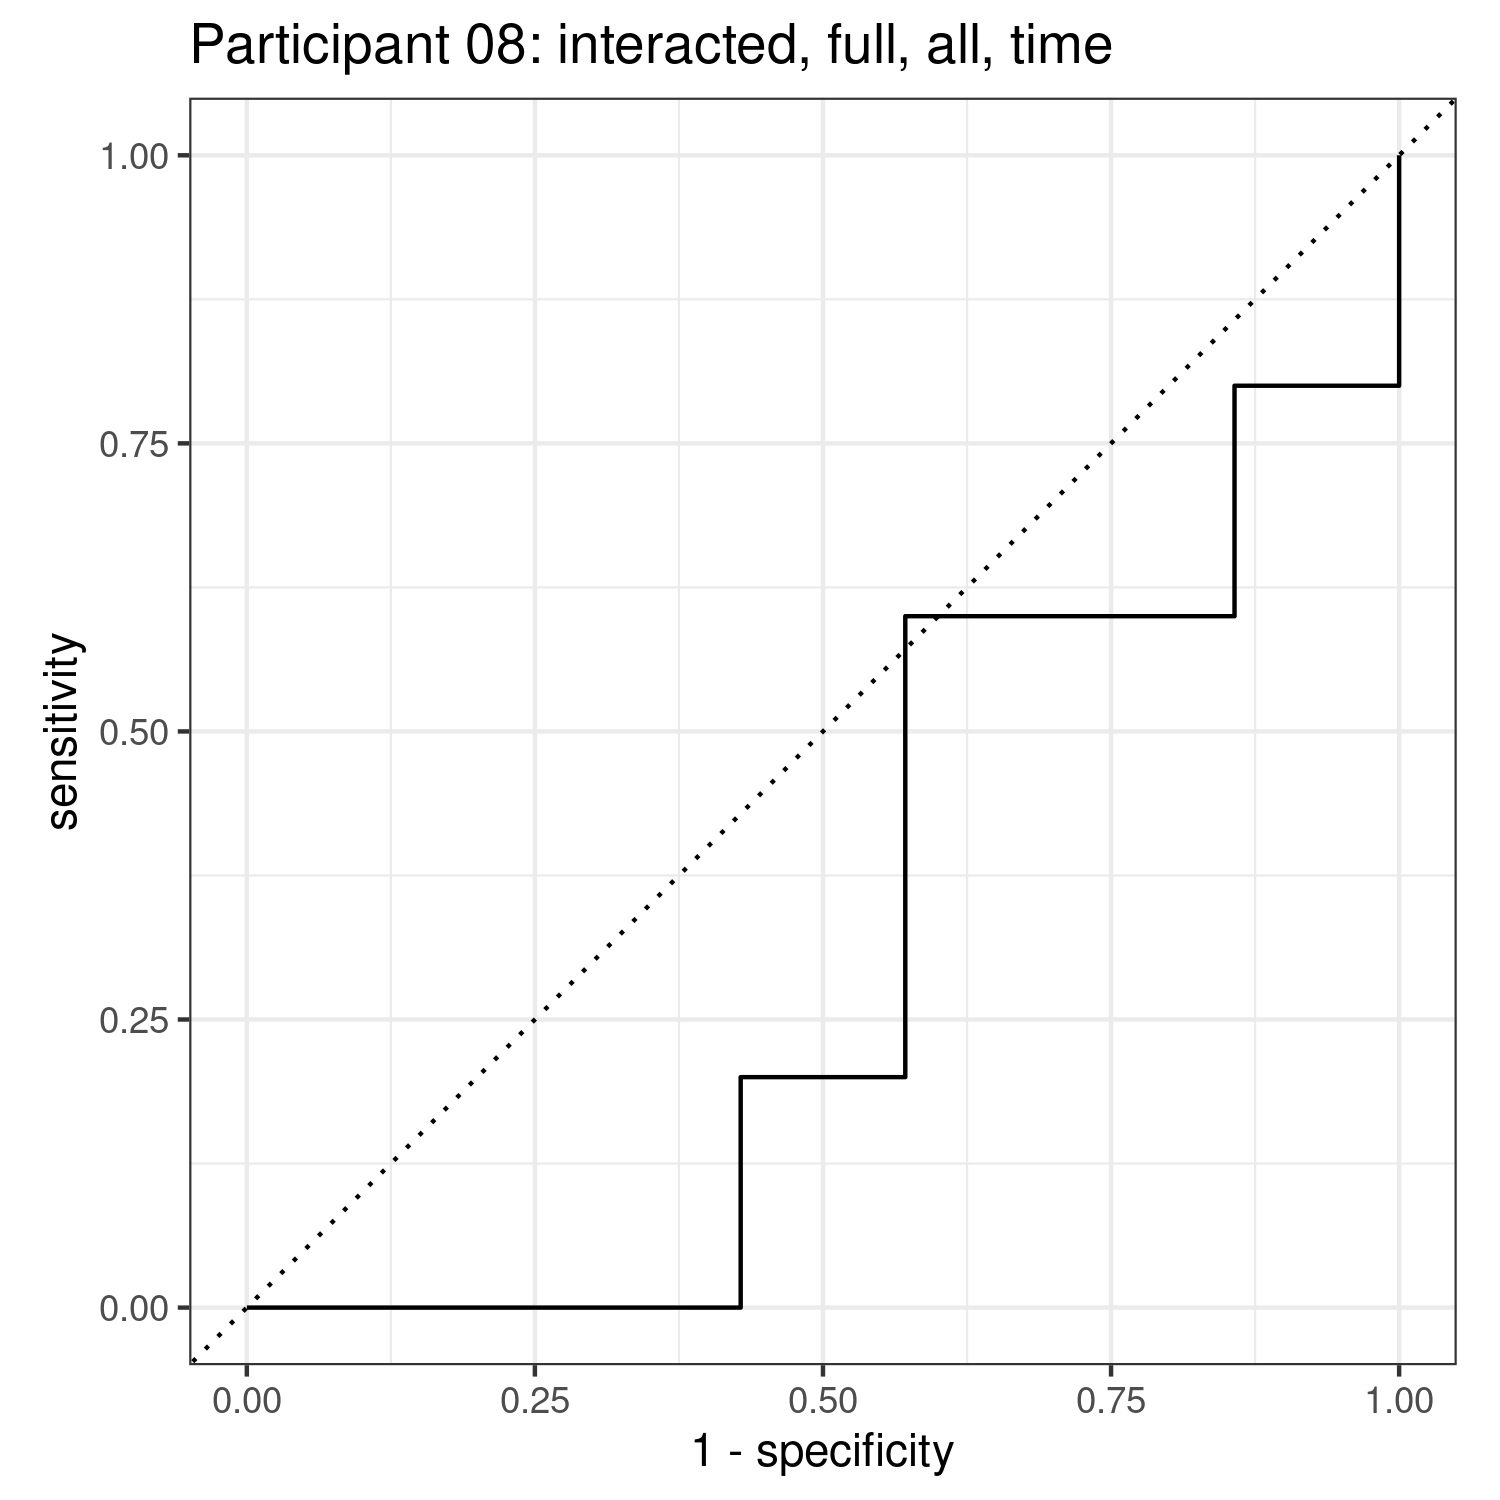 Participant 08: interacted, full, all, time
1.00
0.75
0.50
0.25
0.00
sensitivity
0.00 0.25 0.50 0.75 1.00
1 - specificity